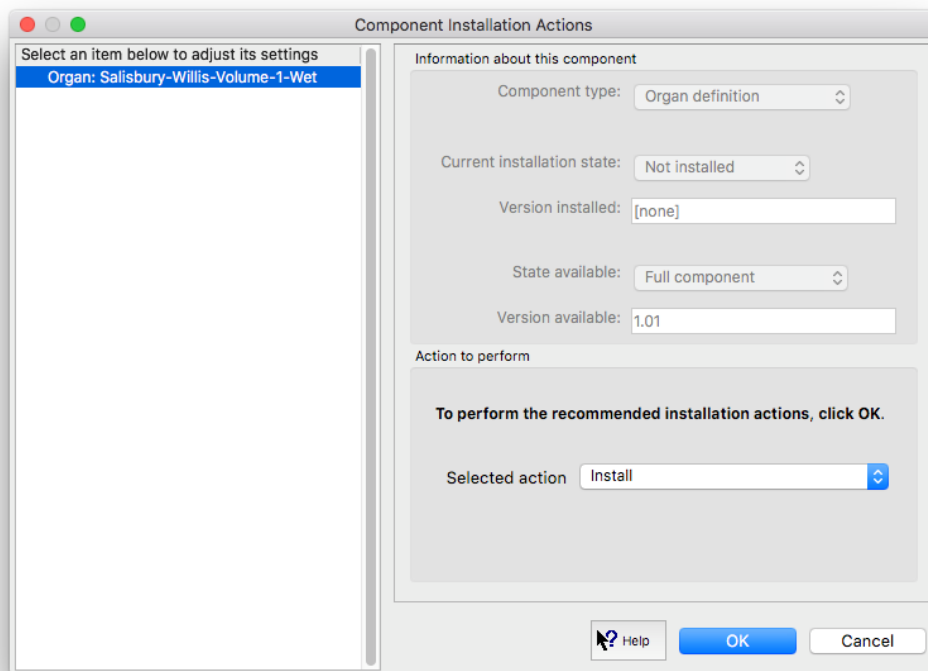 Component Installation Actions
Select an item below to adjust its settings
Organ: Salisbury-Willis-Volume-1-Wet
Information about this component
Component type: Organ definition
Current installation state: Not installed
Version installed: [none]
State available: Full component
Version available: 1.01
Action to perform
To perform the recommended installation actions, click OK.
Selected action Install
? Help OK Cancel